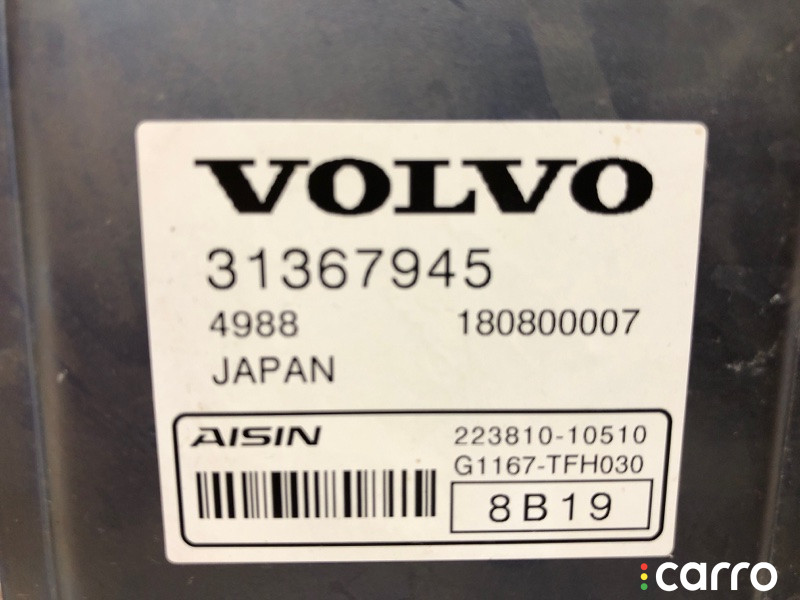 VOLVO
31367945
4988 180800007
JAPAN
AISIN 223810-10510
G1167-TFH030
8B19
carro